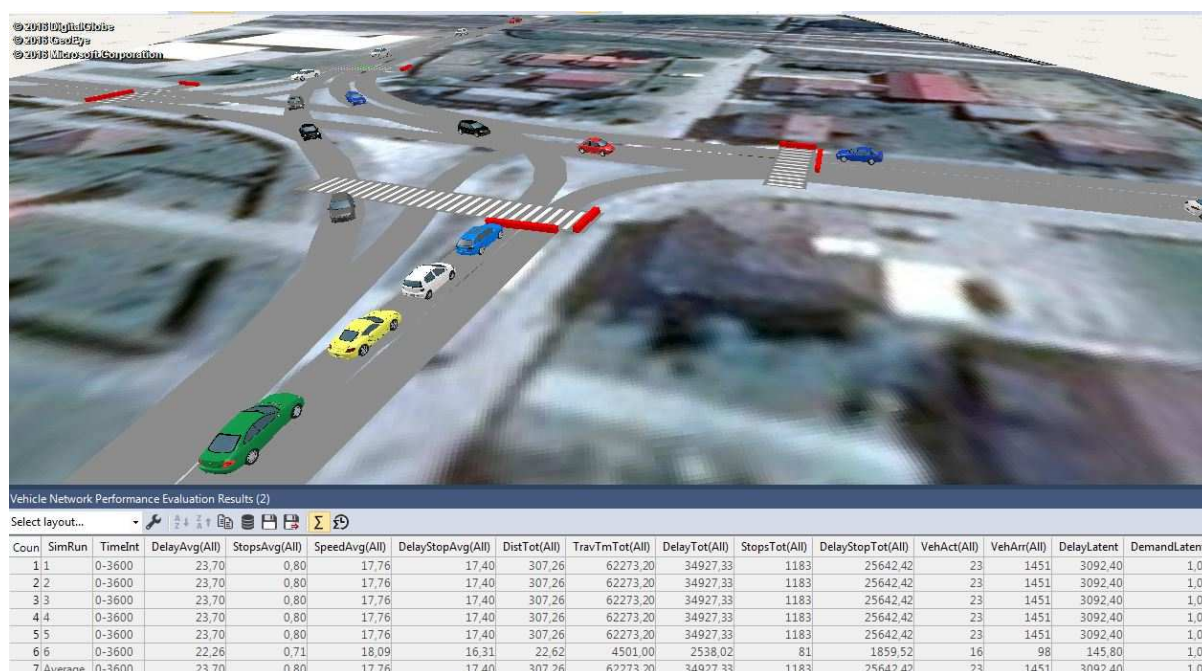 © 2016 DigitalGlobe
© 2016 GeoEye
© 2016 Microsoft Corporation
Vehicle Network Performance Evaluation Results (2)
Select layout...
Coun SimRun TimeInt DelayAvg(All) StopsAvg(All) SpeedAvg(All) DelayStopAvg(All) DistTot(All) TravTmTot(All) DelayTot(All) StopsTot(All) DelayStopTot(All) VehAct(All) VehArr(All) DelayLatent DemandLatent
1 1 0-3600 23,70 0,80 17,76 17,40 307,26 62273,20 34927,33 1183 25642,42 23 1451 3092,40 1,0
2 2 0-3600 23,70 0,80 17,76 17,40 307,26 62273,20 34927,33 1183 25642,42 23 1451 3092,40 1,0
3 3 0-3600 23,70 0,80 17,76 17,40 307,26 62273,20 34927,33 1183 25642,42 23 1451 3092,40 1,0
4 4 0-3600 23,70 0,80 17,76 17,40 307,26 62273,20 34927,33 1183 25642,42 23 1451 3092,40 1,0
5 5 0-3600 23,70 0,80 17,76 17,40 307,26 62273,20 34927,33 1183 25642,42 23 1451 3092,40 1,0
6 6 0-3600 22,26 0,71 18,09 16,31 22,62 4501,00 2538,02 81 1859,52 16 98 145,80 1,0
7 Average 0-3600 23,70 0,80 17,76 17,40 307,26 62273,20 34927,33 1183 25642,42 23 1451 3092,40 1,0